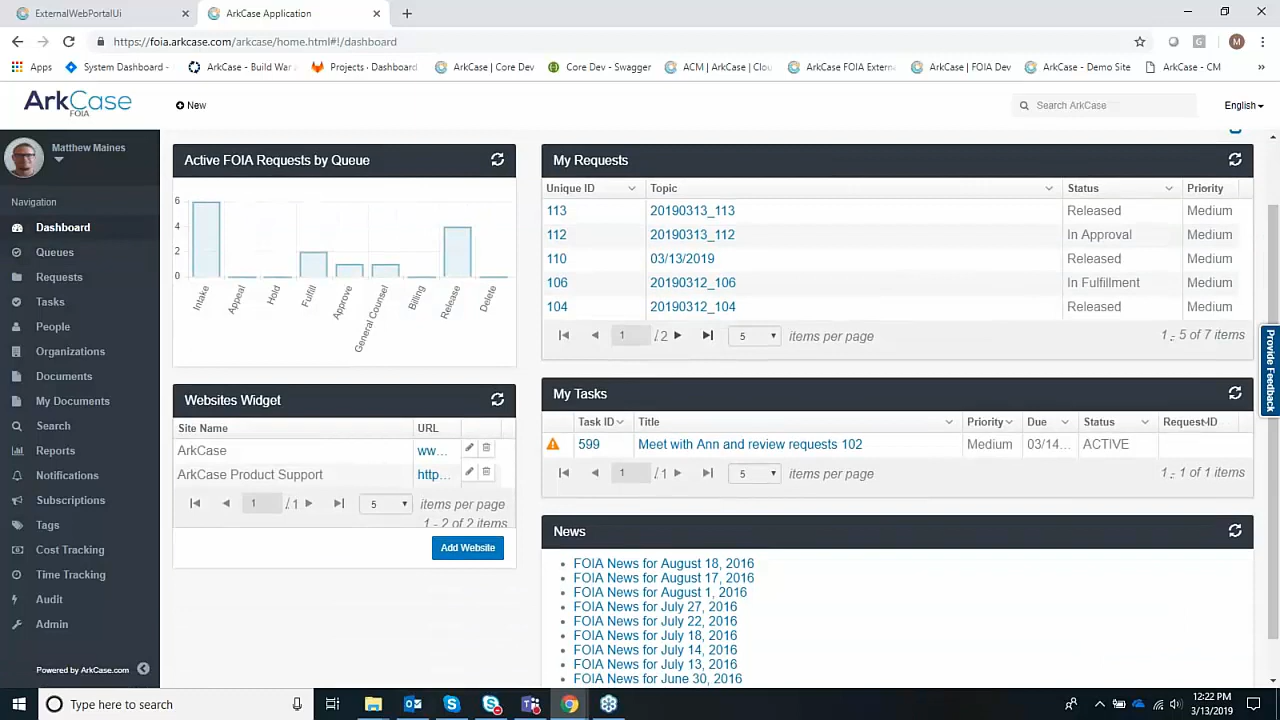 ExternalWebPortalUi
ArkCase Application
https://foia.arkcase.com/arkcase/home.html#!/dashboard
Apps System Dashboard - ArkCase - Build War Projects · Dashboard ArkCase | Core Dev Core Dev - Swagger ACM | ArkCase | Clou ArkCase FOIA Extern ArkCase | FOIA Dev ArkCase - Demo Site ArkCase - CM »
ArkCase
FOIA
New
Search ArkCase
English
Matthew Maines
Navigation
Dashboard
Queues
Requests
Tasks
People
Organizations
Documents
My Documents
Search
Reports
Notifications
Subscriptions
Tags
Cost Tracking
Time Tracking
Audit
Admin
Powered by ArkCase.com
Active FOIA Requests by Queue
6
4
2
0
Intake
Appeal
Hold
Fulfill
Approve
General Counsel
Billing
Release
Delete
Websites Widget
Site Name URL
ArkCase www...
ArkCase Product Support http...
1 / 1 5 items per page
1 - 2 of 2 items
Add Website
My Requests
Unique ID Topic Status Priority
113 20190313_113 Released Medium
112 20190313_112 In Approval Medium
110 03/13/2019 Released Medium
106 20190312_106 In Fulfillment Medium
104 20190312_104 Released Medium
1 / 2 5 items per page 1 - 5 of 7 items
My Tasks
Task ID Title Priority Due Status Request-ID
599 Meet with Ann and review requests 102 Medium 03/14... ACTIVE
1 / 1 5 items per page 1 - 1 of 1 items
News
FOIA News for August 18, 2016
FOIA News for August 17, 2016
FOIA News for August 1, 2016
FOIA News for July 27, 2016
FOIA News for July 22, 2016
FOIA News for July 18, 2016
FOIA News for July 14, 2016
FOIA News for July 13, 2016
FOIA News for June 30, 2016
Provide Feedback
Type here to search
12:22 PM
3/13/2019